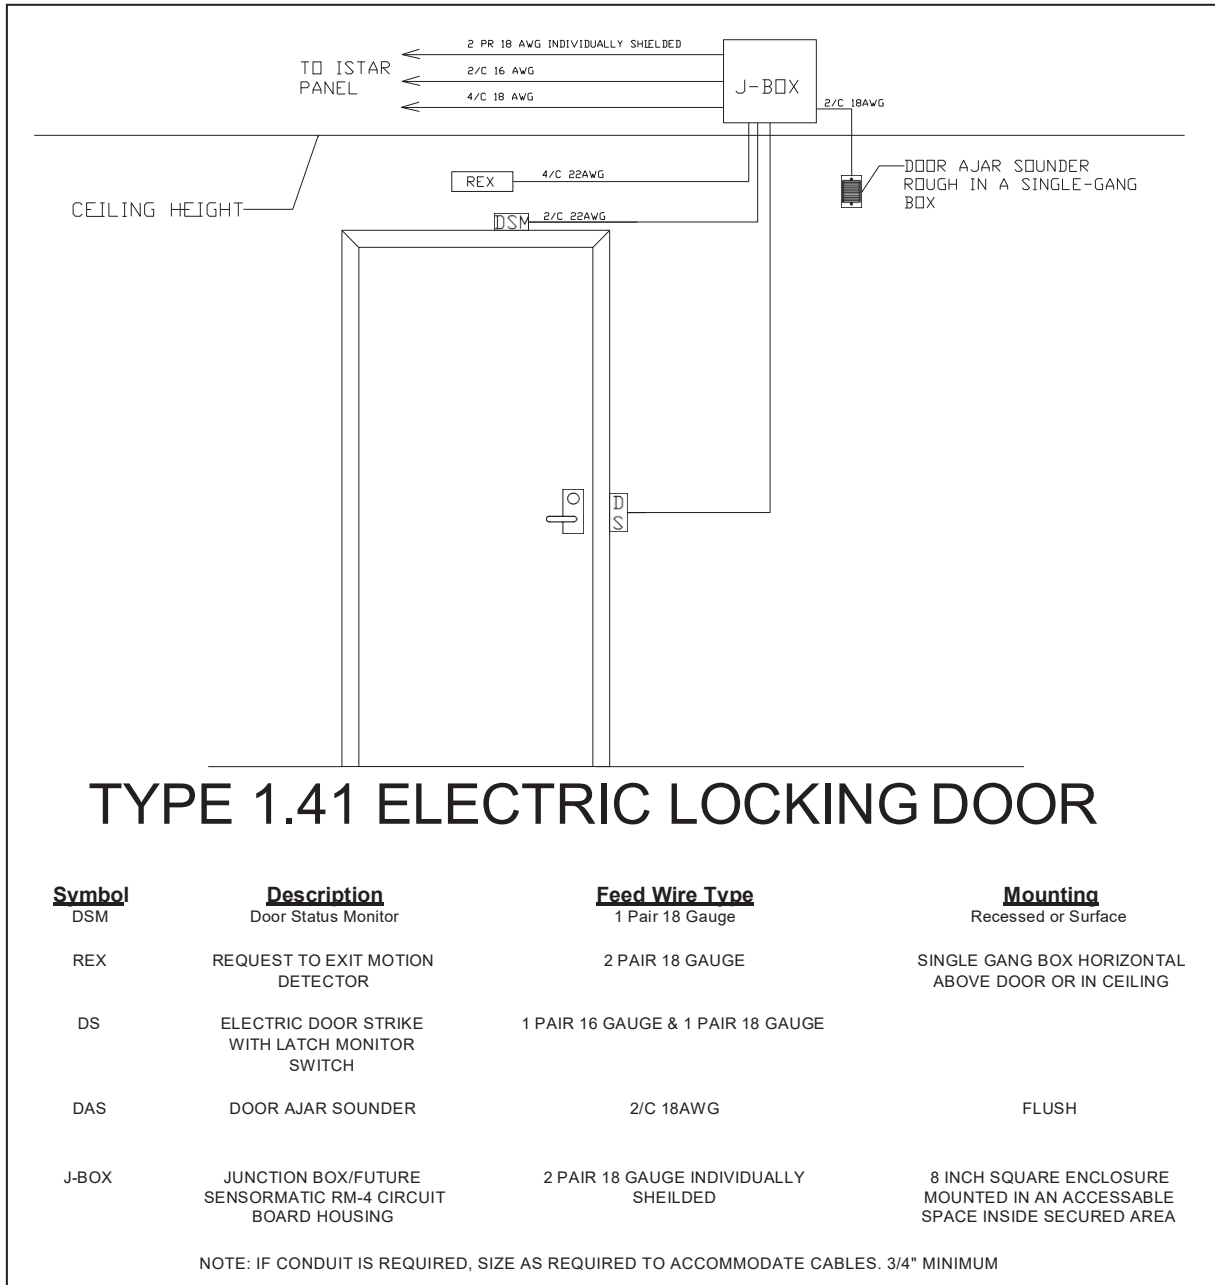 2 PR 18 AWG INDIVIDUALLY SHIELDED
TO ISTAR
PANEL
2/C 16 AWG
4/C 18 AWG
J-BOX
2/C 18AWG
REX
4/C 22AWG
DOOR AJAR SOUNDER
ROUGH IN A SINGLE-GANG
BOX
CEILING HEIGHT
DSM
2/C 22AWG
D
S
TYPE 1.41 ELECTRIC LOCKING DOOR
Symbol Description Feed Wire Type Mounting
DSM Door Status Monitor 1 Pair 18 Gauge Recessed or Surface
REX REQUEST TO EXIT MOTION 2 PAIR 18 GAUGE SINGLE GANG BOX HORIZONTAL
DETECTOR ABOVE DOOR OR IN CEILING
DS ELECTRIC DOOR STRIKE 1 PAIR 16 GAUGE & 1 PAIR 18 GAUGE
WITH LATCH MONITOR
SWITCH
DAS DOOR AJAR SOUNDER 2/C 18AWG FLUSH
J-BOX JUNCTION BOX/FUTURE 2 PAIR 18 GAUGE INDIVIDUALLY 8 INCH SQUARE ENCLOSURE
SENSORMATIC RM-4 CIRCUIT SHEILDED MOUNTED IN AN ACCESSABLE
BOARD HOUSING SPACE INSIDE SECURED AREA
NOTE: IF CONDUIT IS REQUIRED, SIZE AS REQUIRED TO ACCOMMODATE CABLES. 3/4" MINIMUM